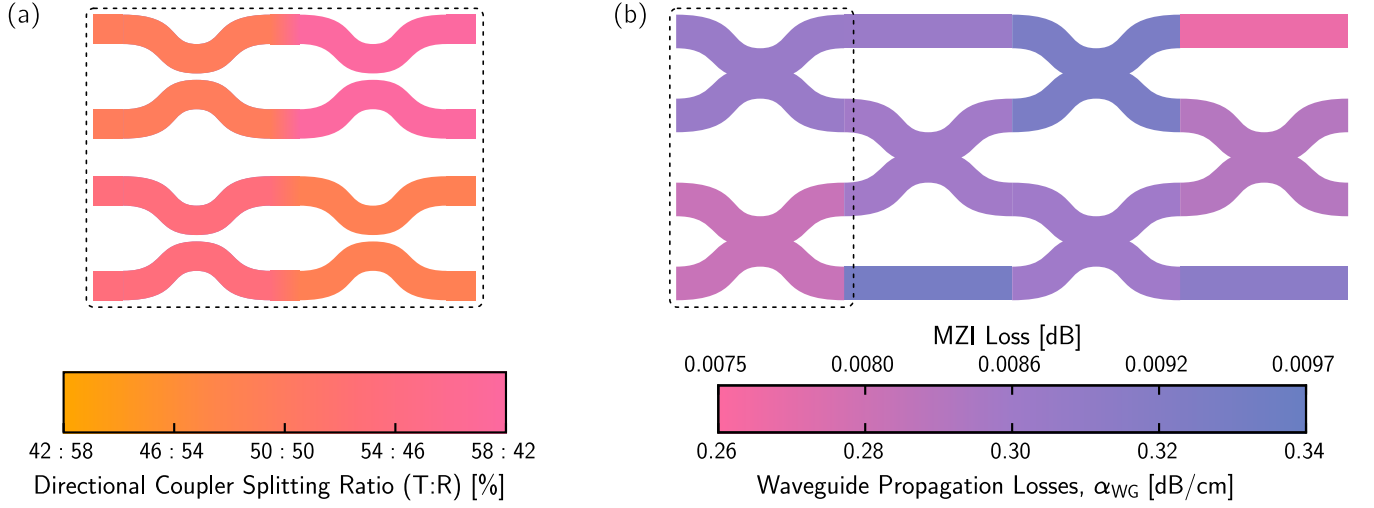 (a)
(b)
42 : 58 46 : 54 50 : 50 54 : 46 58 : 42
Directional Coupler Splitting Ratio (T:R) [%]
MZI Loss [dB]
0.0075 0.0080 0.0086 0.0092 0.0097
0.26 0.28 0.30 0.32 0.34
Waveguide Propagation Losses, α_WG [dB/cm]